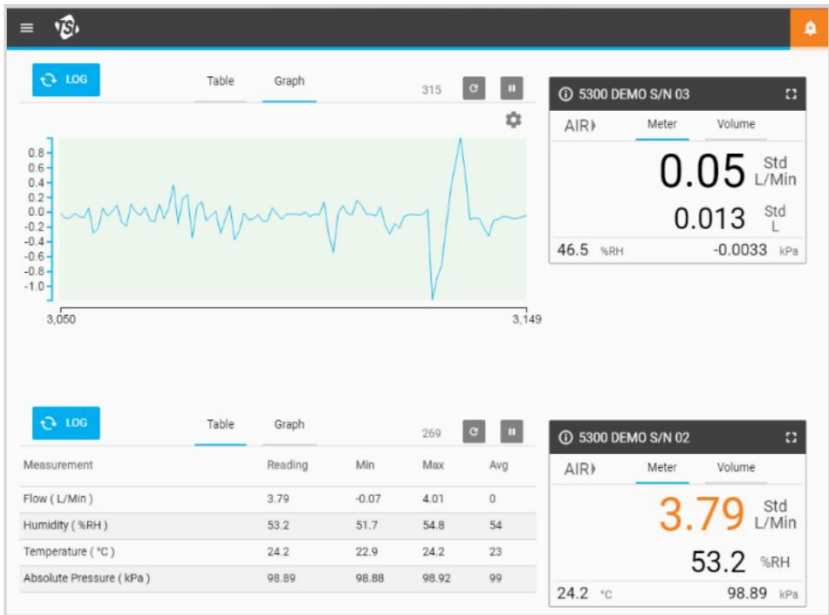 TSI
LOG Table Graph 315
0.8
0.6
0.4
0.2
0.0
-0.2
-0.4
-0.6
-0.8
-1.0
3,050 3,149
5300 DEMO S/N 03
AIR Meter Volume
0.05 Std L/Min
0.013 Std L
46.5 %RH -0.0033 kPa
LOG Table Graph 269
Measurement Reading Min Max Avg
Flow ( L/Min ) 3.79 -0.07 4.01 0
Humidity ( %RH ) 53.2 51.7 54.8 54
Temperature ( °C ) 24.2 22.9 24.2 23
Absolute Pressure ( kPa ) 98.89 98.88 98.92 99
5300 DEMO S/N 02
AIR Meter Volume
3.79 Std L/Min
53.2 %RH
24.2 °C 98.89 kPa